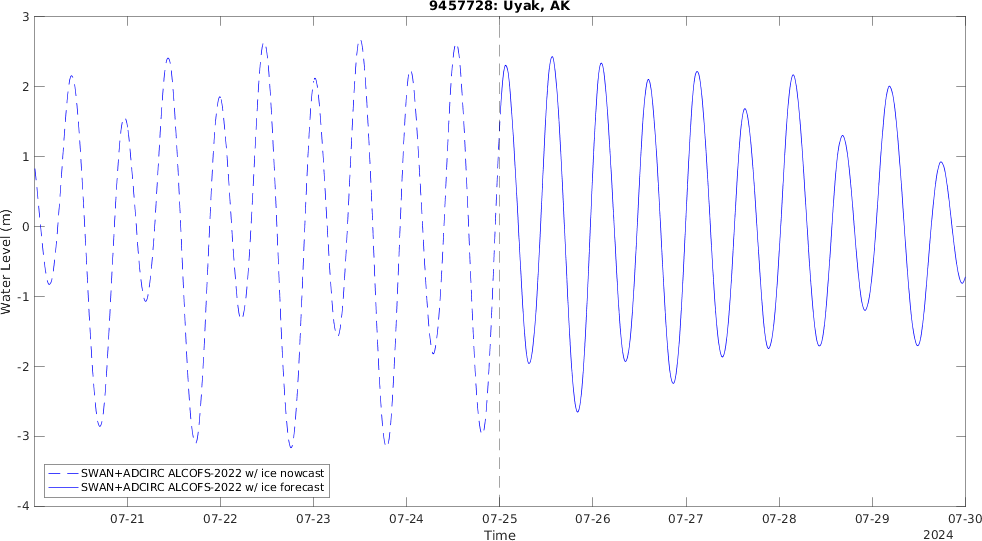 9457728: Uyak, AK
3
2
1
0
-1
-2
-3
-4
Water Level (m)
SWAN+ADCIRC ALCOFS-2022 w/ ice nowcast
SWAN+ADCIRC ALCOFS-2022 w/ ice forecast
07-21 07-22 07-23 07-24 07-25 07-26 07-27 07-28 07-29 07-30
Time
2024